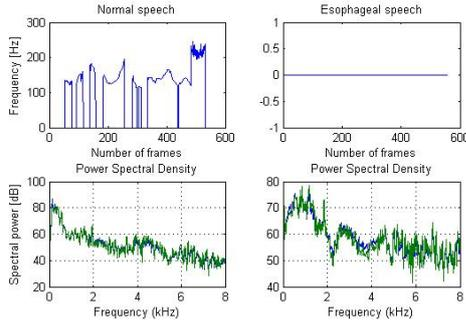 Normal speech
Frequency [Hz]
300
200
100
0
0 200 400 600
Number of frames
Esophageal speech
1
0.5
0
-0.5
-1
0 200 400 600
Number of frames
Power Spectral Density
Spectral power [dB]
100
80
60
40
20
0 2 4 6 8
Frequency (kHz)
Power Spectral Density
80
70
60
50
40
0 2 4 6 8
Frequency (kHz)